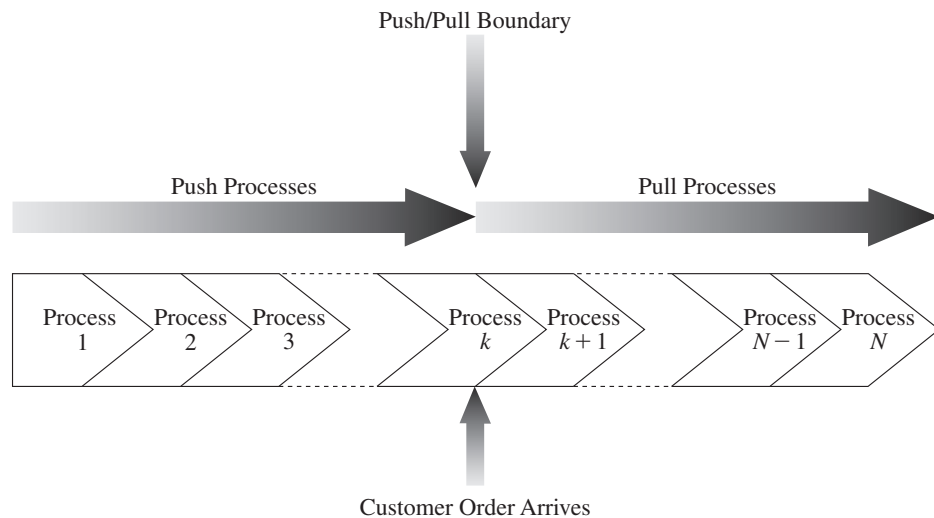 Push/Pull Boundary
Push Processes
Pull Processes
Process
1
Process
2
Process
3
Process
k
Process
k + 1
Process
N − 1
Process
N
Customer Order Arrives